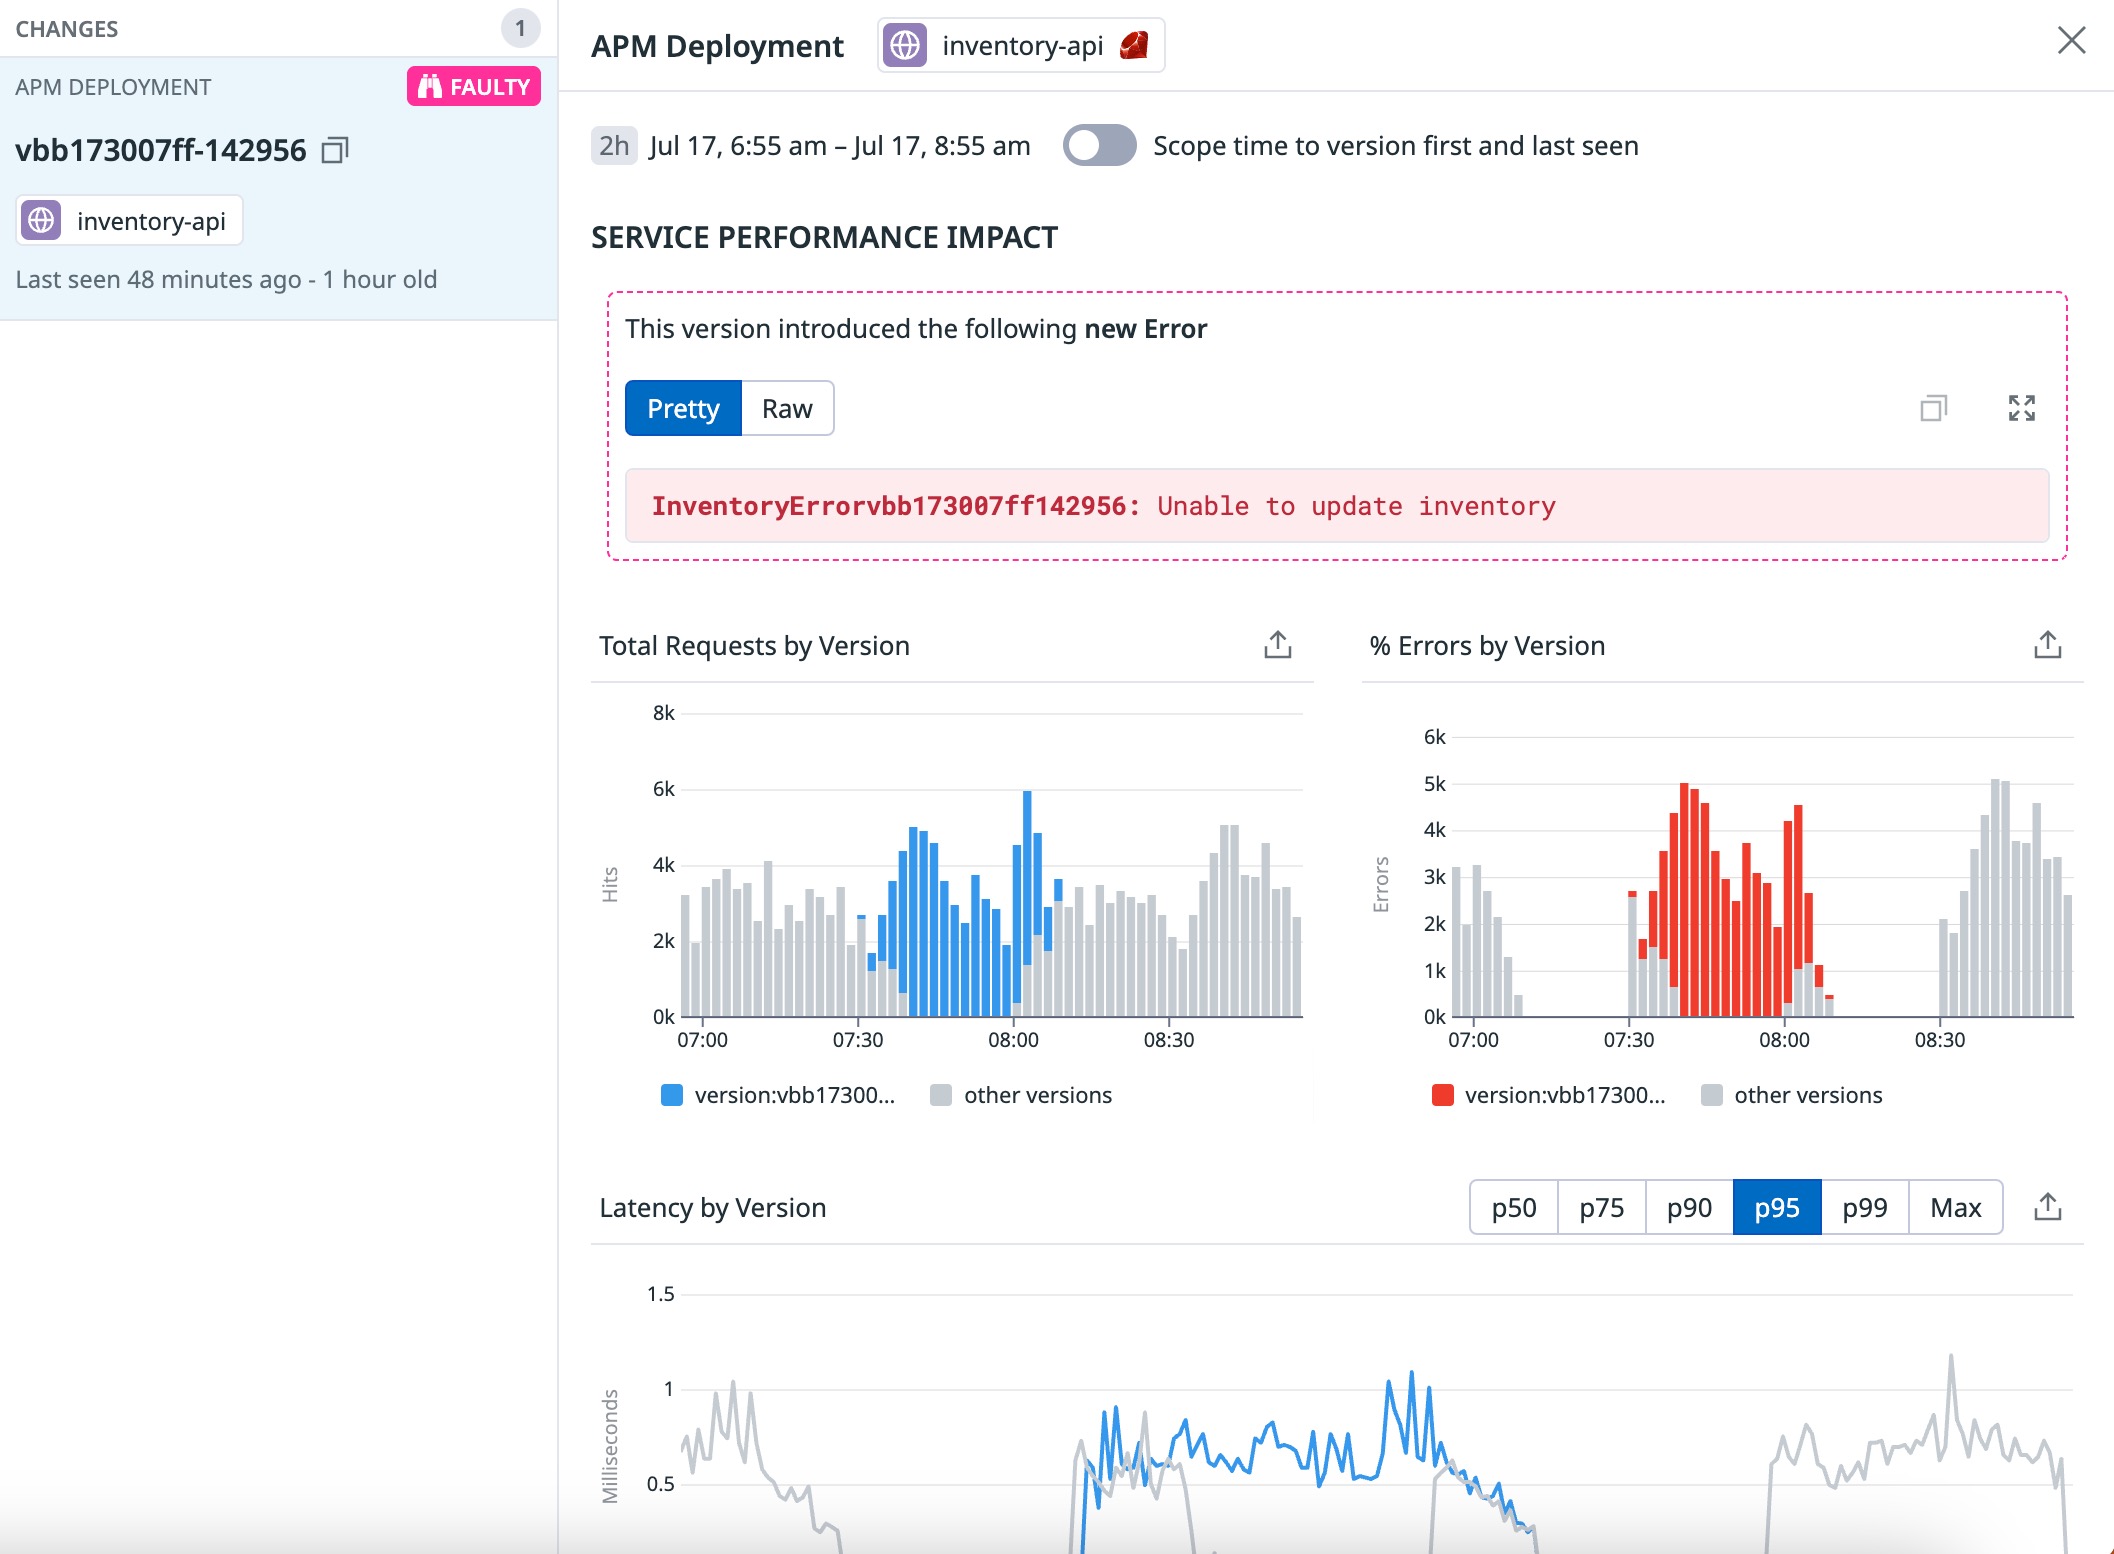 CHANGES
1
APM DEPLOYMENT
FAULTY
vbb173007ff-142956
inventory-api
Last seen 48 minutes ago - 1 hour old
APM Deployment
inventory-api
2h
Jul 17, 6:55 am – Jul 17, 8:55 am
Scope time to version first and last seen
SERVICE PERFORMANCE IMPACT
This version introduced the following new Error
Pretty
Raw
InventoryErrorvbb173007ff142956: Unable to update inventory
Total Requests by Version
8k
6k
4k
2k
0k
Hits
07:00
07:30
08:00
08:30
version:vbb17300...
other versions
% Errors by Version
6k
5k
4k
3k
2k
1k
0k
Errors
07:00
07:30
08:00
08:30
version:vbb17300...
other versions
Latency by Version
p50
p75
p90
p95
p99
Max
1.5
1
0.5
Milliseconds